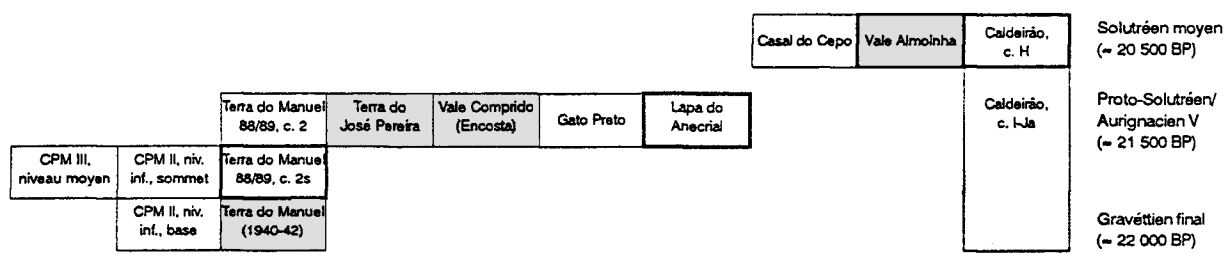 Casal do Cepo
Vale Almoinha
Caldeirão,
c. H
Solutréen moyen
(≈ 20 500 BP)
Terra do Manuel
88/89, c. 2
Terra do
José Pereira
Vale Comprido
(Encosta)
Gato Preto
Lapa do
Anecrial
Caldeirão,
c. I-Ja
Proto-Solutréen/
Aurignacien V
(≈ 21 500 BP)
CPM III,
niveau moyen
CPM II, niv.
inf., sommet
Terra do Manuel
88/89, c. 2s
CPM II, niv.
inf., base
Terra do Manuel
(1940-42)
Gravéttien final
(≈ 22 000 BP)